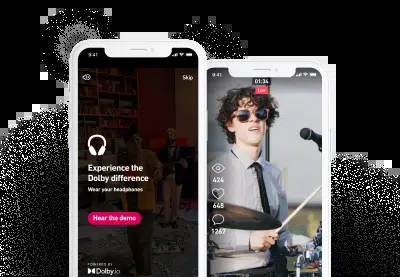 9:41
Skip
Experience the
Dolby difference
Wear your headphones
Hear the demo
POWERED BY
Dolby.io
9:41
01:34
Live
424
648
1267